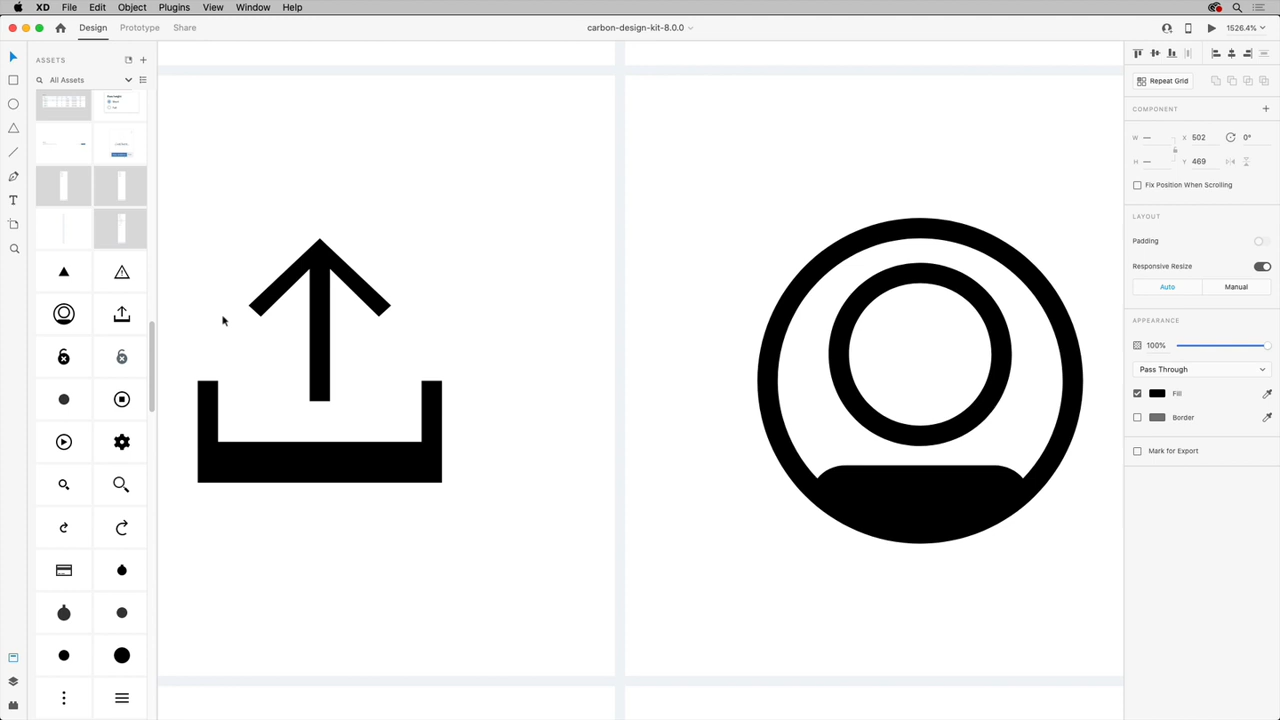 XD File Edit Object Plugins View Window Help
Design Prototype Share
carbon-design-kit-8.0.0
1526.4%
ASSETS
All Assets
Repeat Grid
COMPONENT
W — X 502 0°
H — Y 469
Fix Position When Scrolling
LAYOUT
Padding
Responsive Resize
Auto Manual
APPEARANCE
100%
Pass Through
Fill
Border
Mark for Export